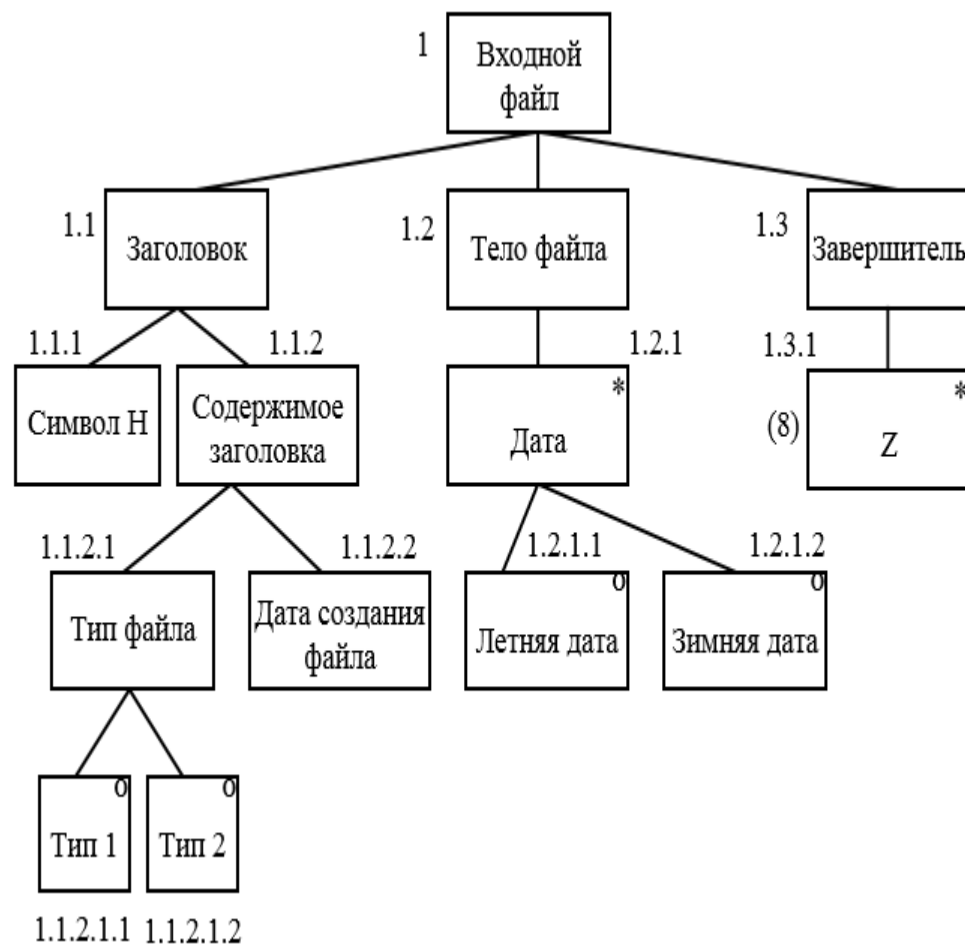 1
Входной
файл
1.1
Заголовок
1.2
Тело файла
1.3
Завершитель
1.1.1
Символ Н
1.1.2
Содержимое
заголовка
1.2.1
*
Дата
1.3.1
*
(8)
Z
1.1.2.1
Тип файла
1.1.2.2
Дата создания
файла
1.2.1.1
о
Летняя дата
1.2.1.2
о
Зимняя дата
о
Тип 1
о
Тип 2
1.1.2.1.1
1.1.2.1.2